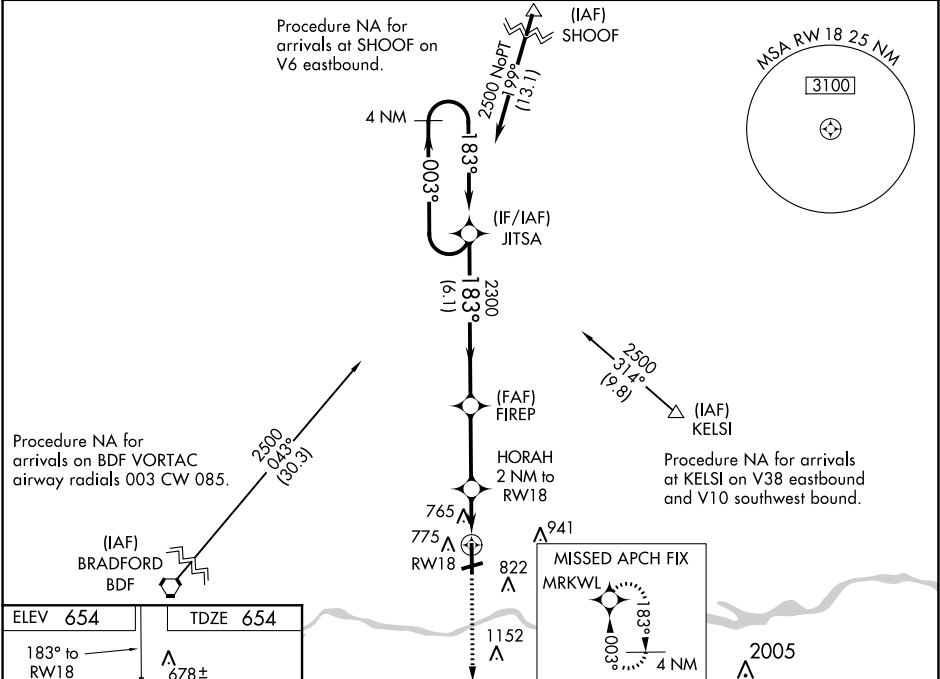 Procedure NA for
arrivals at SHOOF on
V6 eastbound.
(IAF)
SHOOF
2500 NoPT
199°
(13.1)
MSA RW 18 25 NM
3100
4 NM
183°
003°
(IF/IAF)
JITSA
2300
183°
(6.1)
2500
314°
(9.8)
(IAF)
KELSI
(FAF)
FIREP
Procedure NA for
arrivals on BDF VORTAC
airway radials 003 CW 085.
2500
043°
(30.3)
HORAH
2 NM to
RW18
Procedure NA for arrivals
at KELSI on V38 eastbound
and V10 southwest bound.
765
775
RW18
941
822
(IAF)
BRADFORD
BDF
MISSED APCH FIX
MRKWL
183°
003°
4 NM
1152
2005
ELEV 654
TDZE 654
183° to
RW18
678±